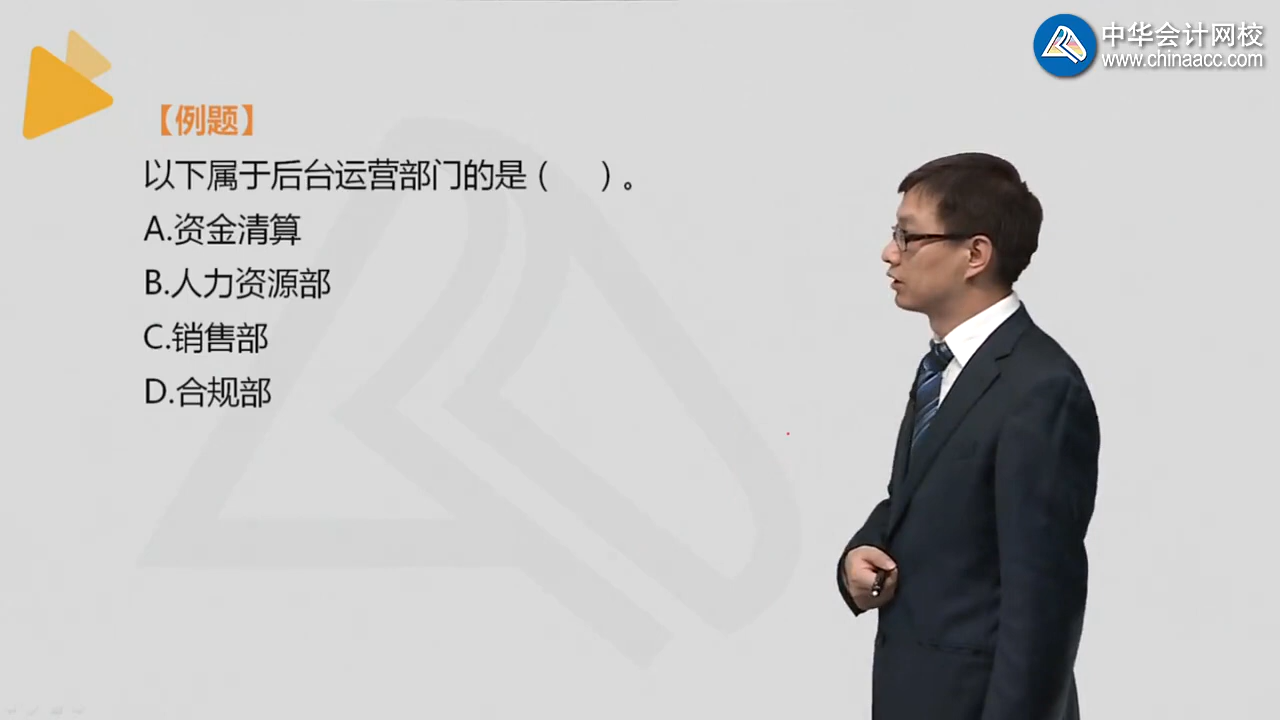 中华会计网校
www.chinaacc.com
【例题】
以下属于后台运营部门的是（ ）。
A.资金清算
B.人力资源部
C.销售部
D.合规部